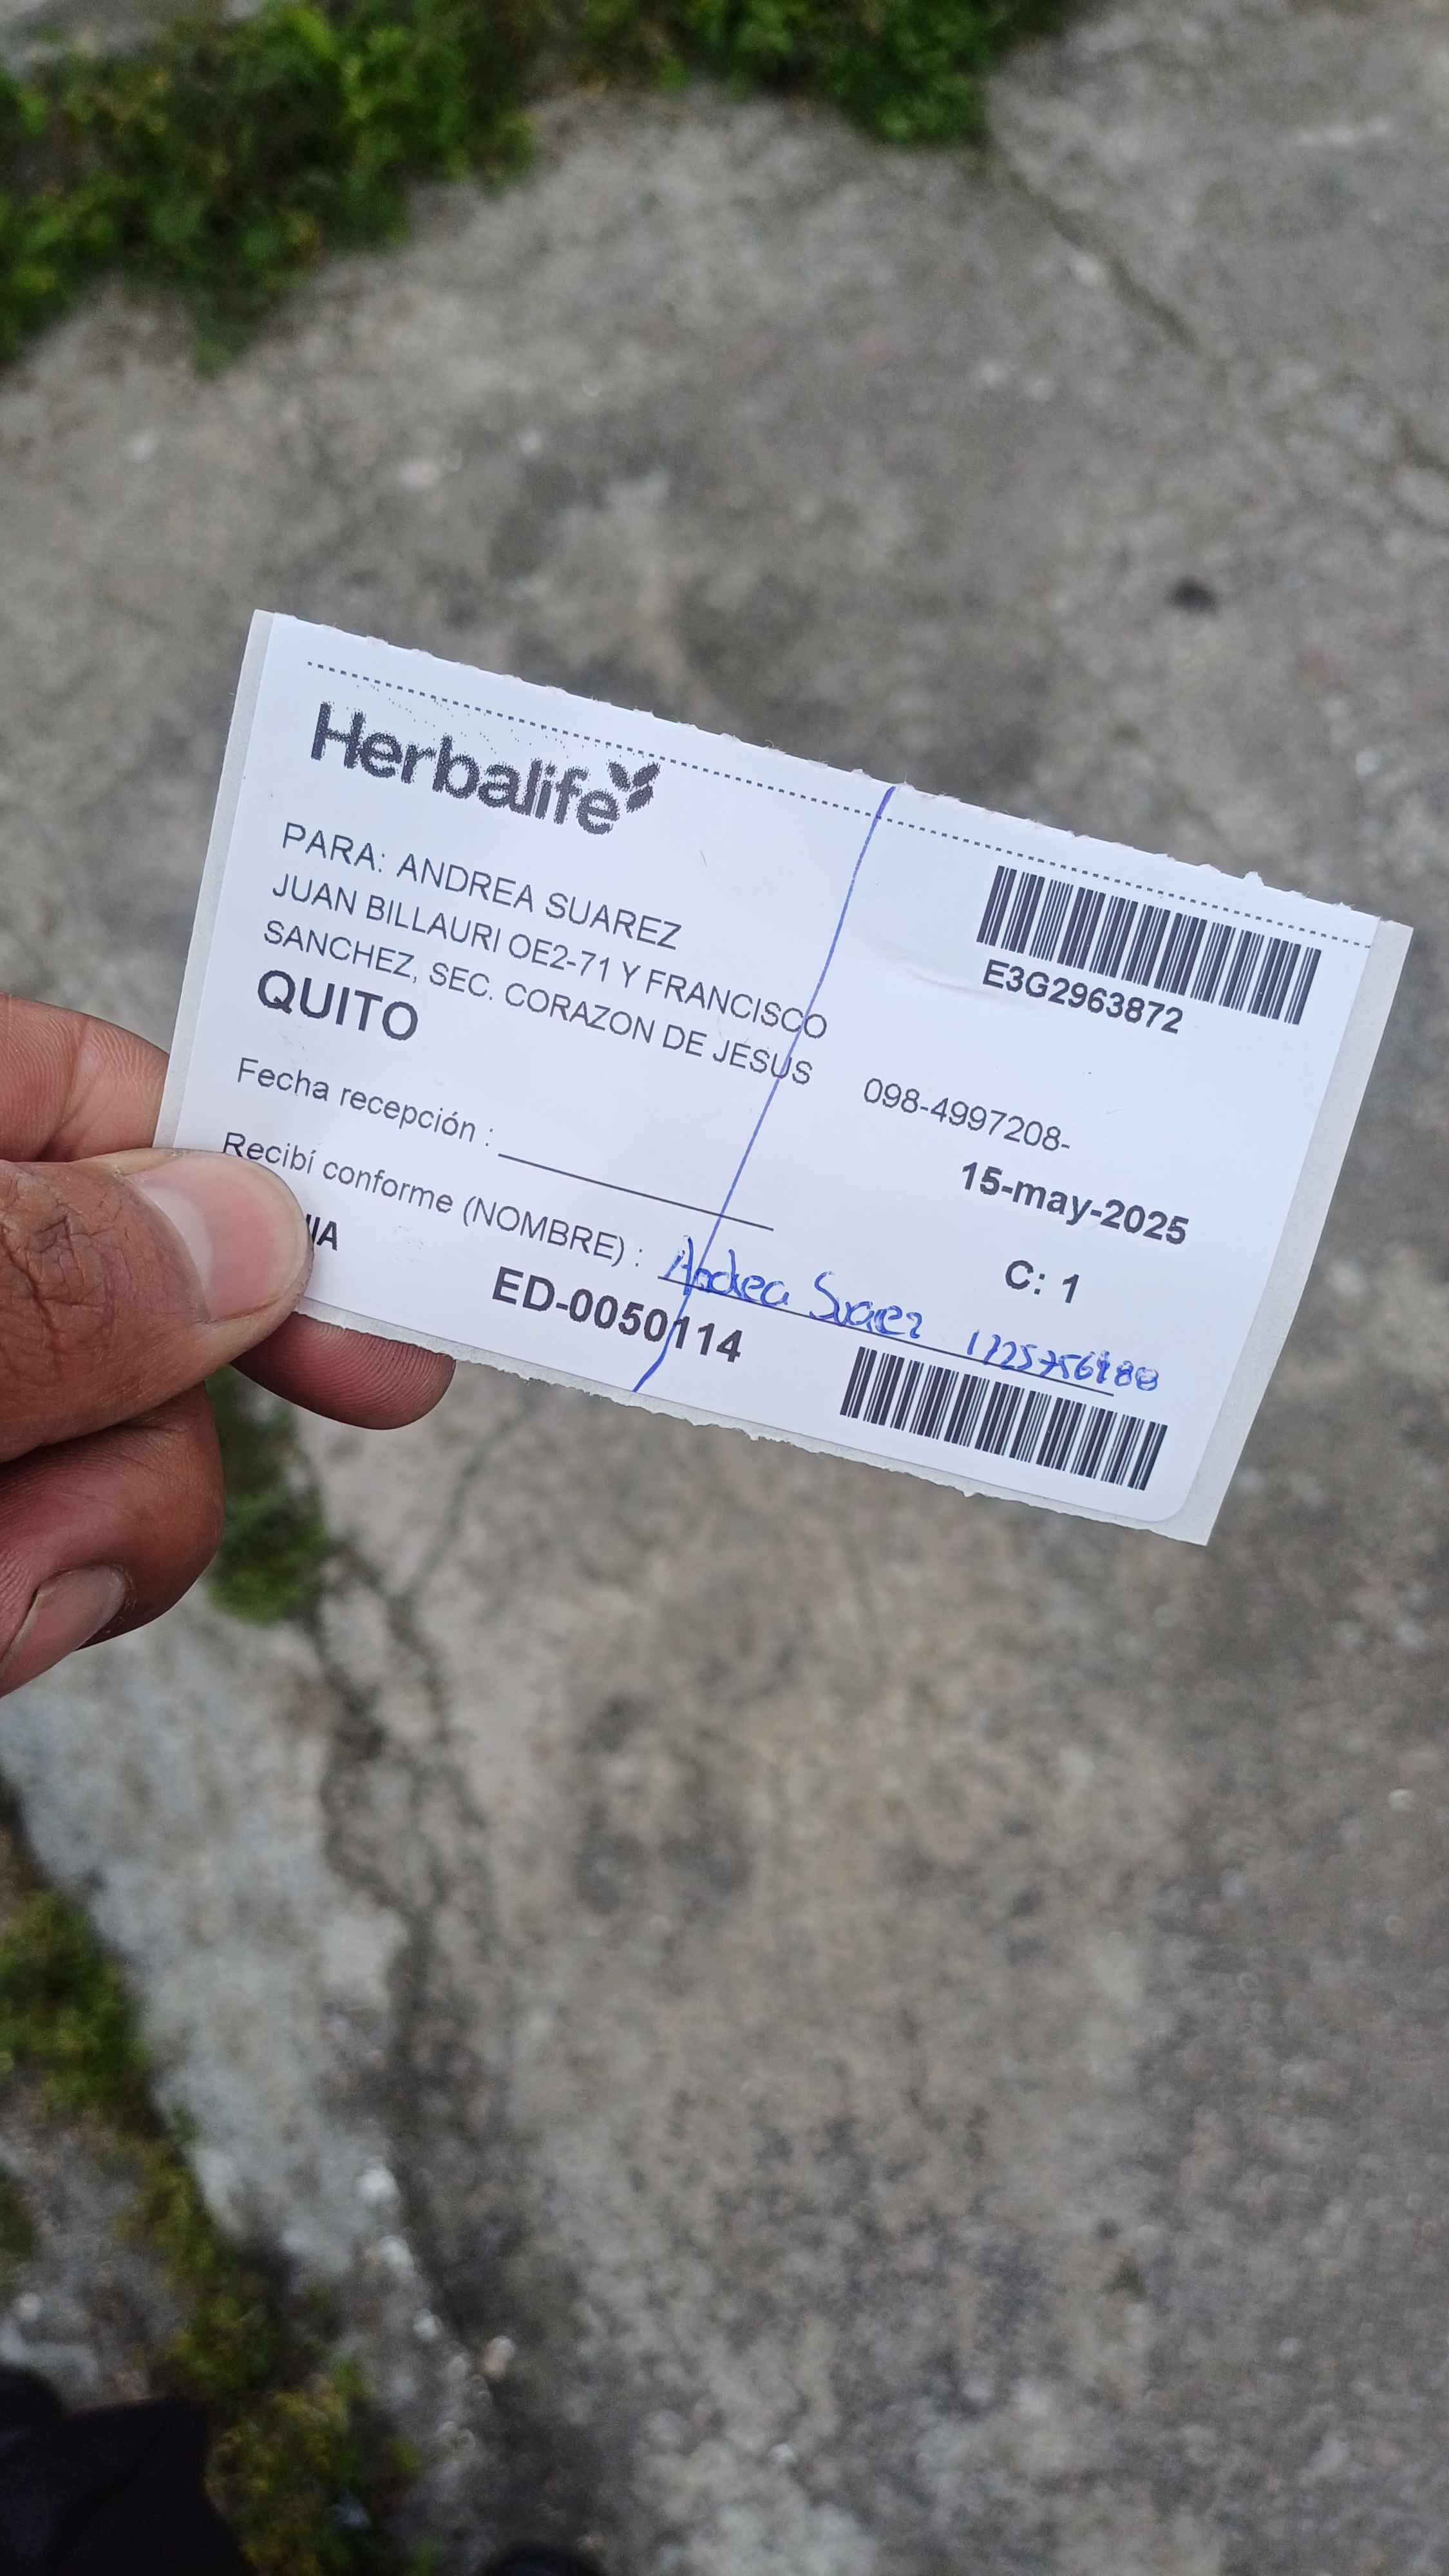 Herbalife
E3G2963872
PARA: ANDREA SUAREZ
JUAN BILLAURI OE2-71 Y FRANCISCO
SANCHEZ, SEC. CORAZON DE JESUS
098-4997208-
QUITO
15-may-2025
Fecha recepción :
C: 1
Recibí conforme (NOMBRE) : Andrea Suarez
ED-0050114